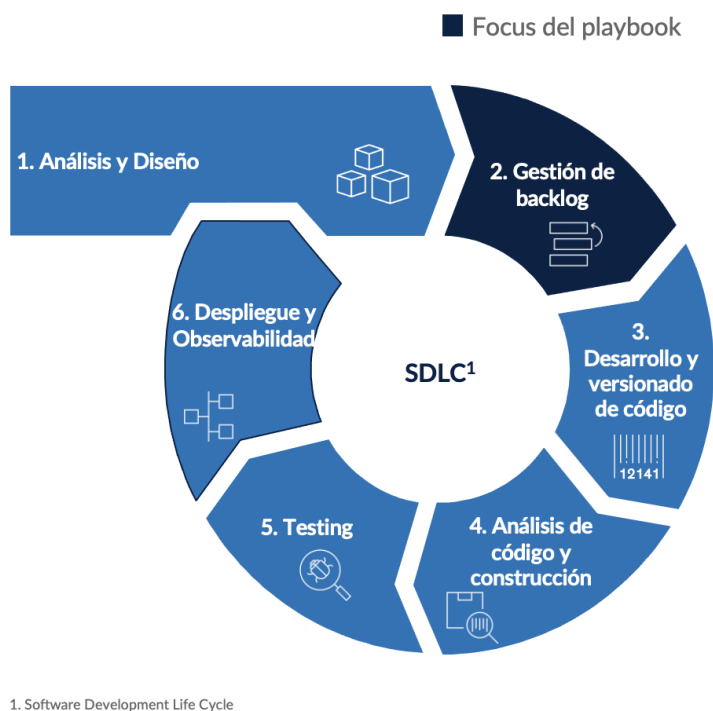 Focus del playbook
1. Análisis y Diseño
2. Gestión de
backlog
3.
Desarrollo y
versionado
de código
12141
4. Análisis de
código y
construcción
5. Testing
6. Despliegue y
Observabilidad
SDLC¹
1. Software Development Life Cycle